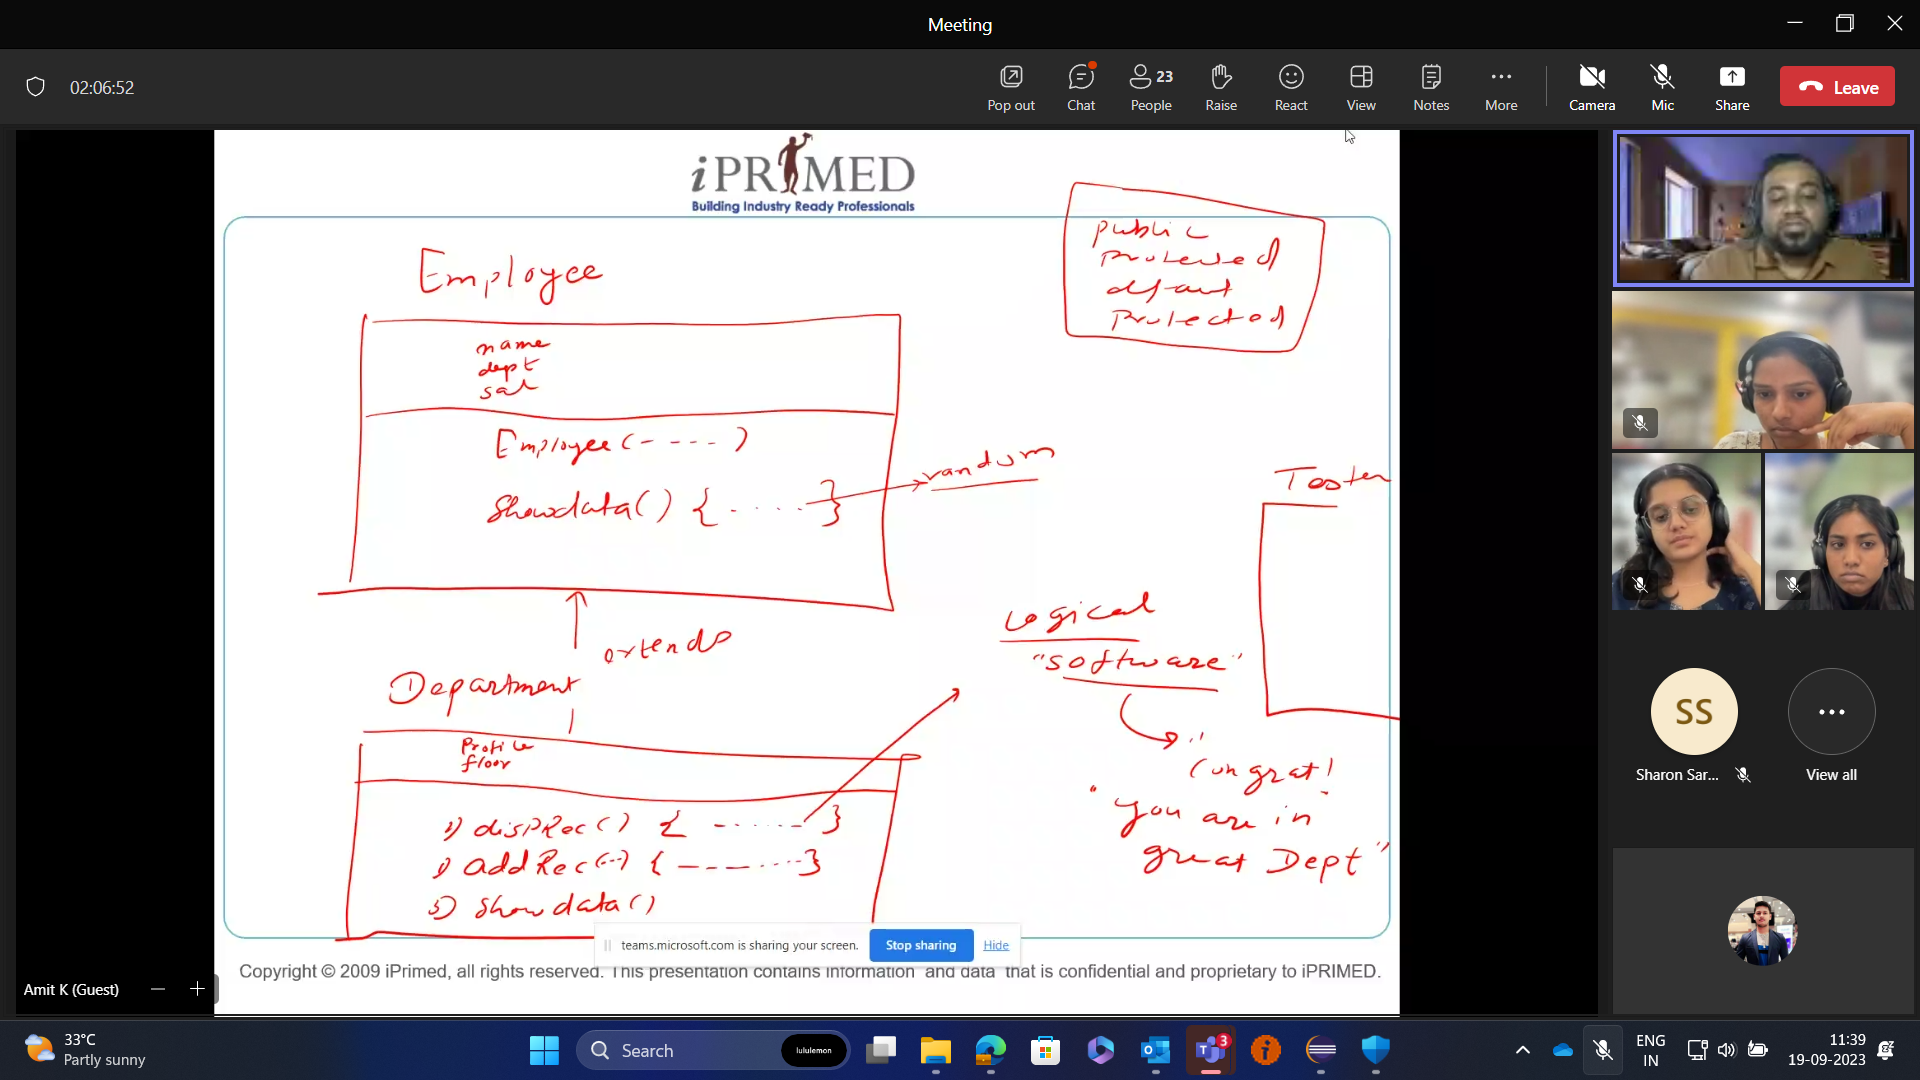 Meeting
02:06:52
Pop out
Chat
23
People
Raise
React
View
Notes
More
Camera
Mic
Share
Leave
iPRIMED
Building Industry Ready Professionals
public
default
protected
Employee
name
dept
sal
Employee(- - - - )
Showdata() { . . . . . }
random
Tester
extends
Logical
"software"
Department
Profile
floor
"
Congrat!
"you are in
great Dept"
2) dispRec() { - - - - - - }
1) addRec(--) { - - - - - - - }
3) showdata()
teams.microsoft.com is sharing your screen.
Stop sharing
Hide
Copyright © 2009 iPrimed, all rights reserved. This presentation contains information and data that is confidential and proprietary to iPRIMED.
Amit K (Guest)
SS
Sharon Sar...
View all
33°C
Partly sunny
Search
lululemon
3
ENG
IN
11:39
19-09-2023